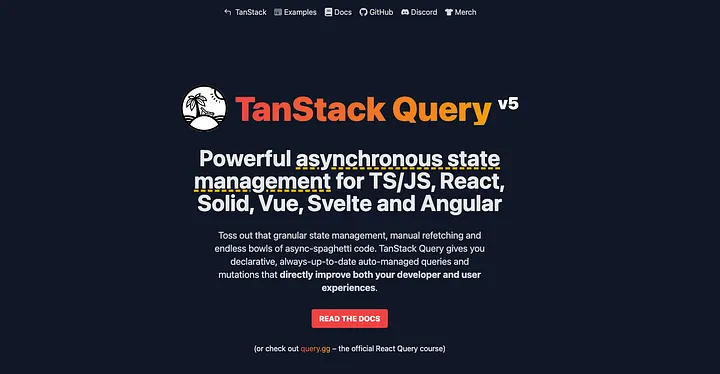 TanStack Examples Docs GitHub Discord Merch
TanStack Query v5
Powerful asynchronous state
management for TS/JS, React,
Solid, Vue, Svelte and Angular
Toss out that granular state management, manual refetching and
endless bowls of async-spaghetti code. TanStack Query gives you
declarative, always-up-to-date auto-managed queries and
mutations that directly improve both your developer and user
experiences.
READ THE DOCS
(or check out query.gg – the official React Query course)